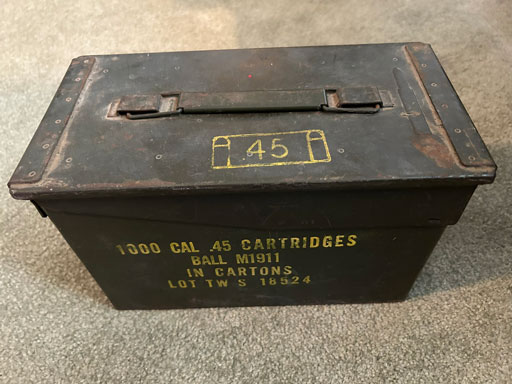 .45
1000 CAL .45 CARTRIDGES
BALL M1911
IN CARTONS
LOT TW S 18524